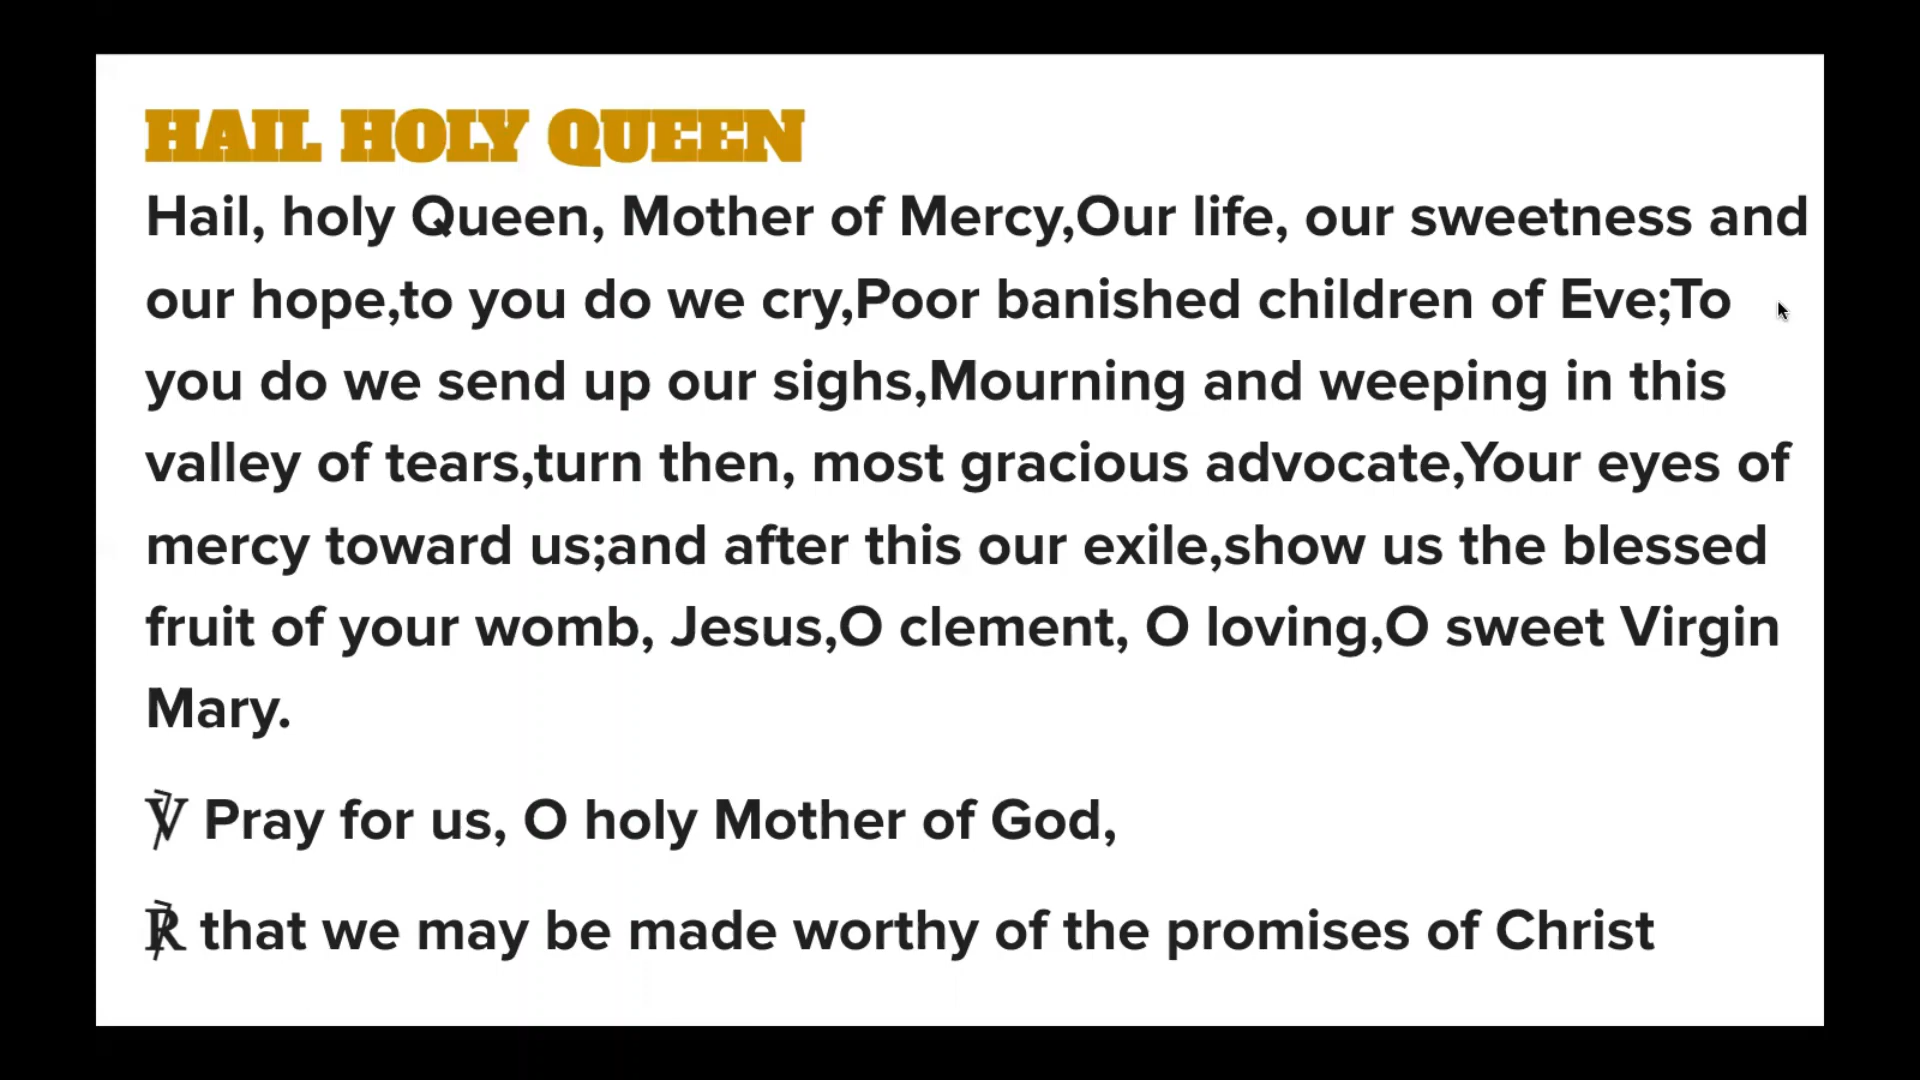 HAIL HOLY QUEEN
Hail, holy Queen, Mother of Mercy,Our life, our sweetness and
our hope,to you do we cry,Poor banished children of Eve;To
you do we send up our sighs,Mourning and weeping in this
valley of tears,turn then, most gracious advocate,Your eyes of
mercy toward us;and after this our exile,show us the blessed
fruit of your womb, Jesus,O clement, O loving,O sweet Virgin
Mary.
℣ Pray for us, O holy Mother of God,
℟ that we may be made worthy of the promises of Christ